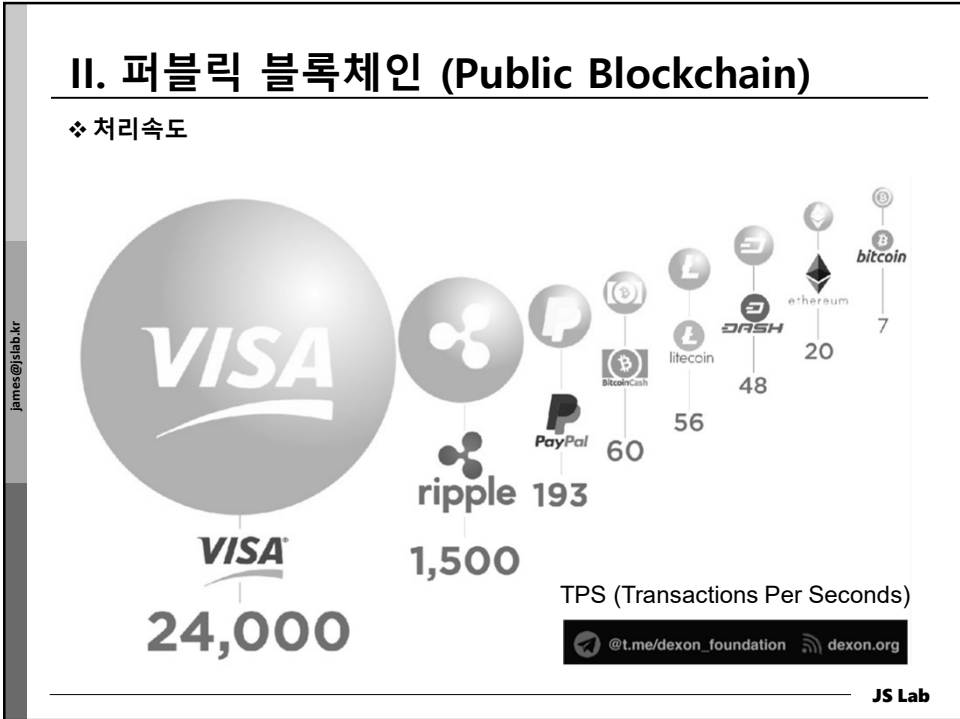 II. 퍼블릭 블록체인 (Public Blockchain)
❖ 처리속도
james@jslab.kr
VISA
VISA
24,000
ripple
1,500
PayPal
193
BitcoinCash
60
litecoin
56
DASH
48
ethereum
20
bitcoin
7
TPS (Transactions Per Seconds)
@t.me/dexon_foundation dexon.org
JS Lab